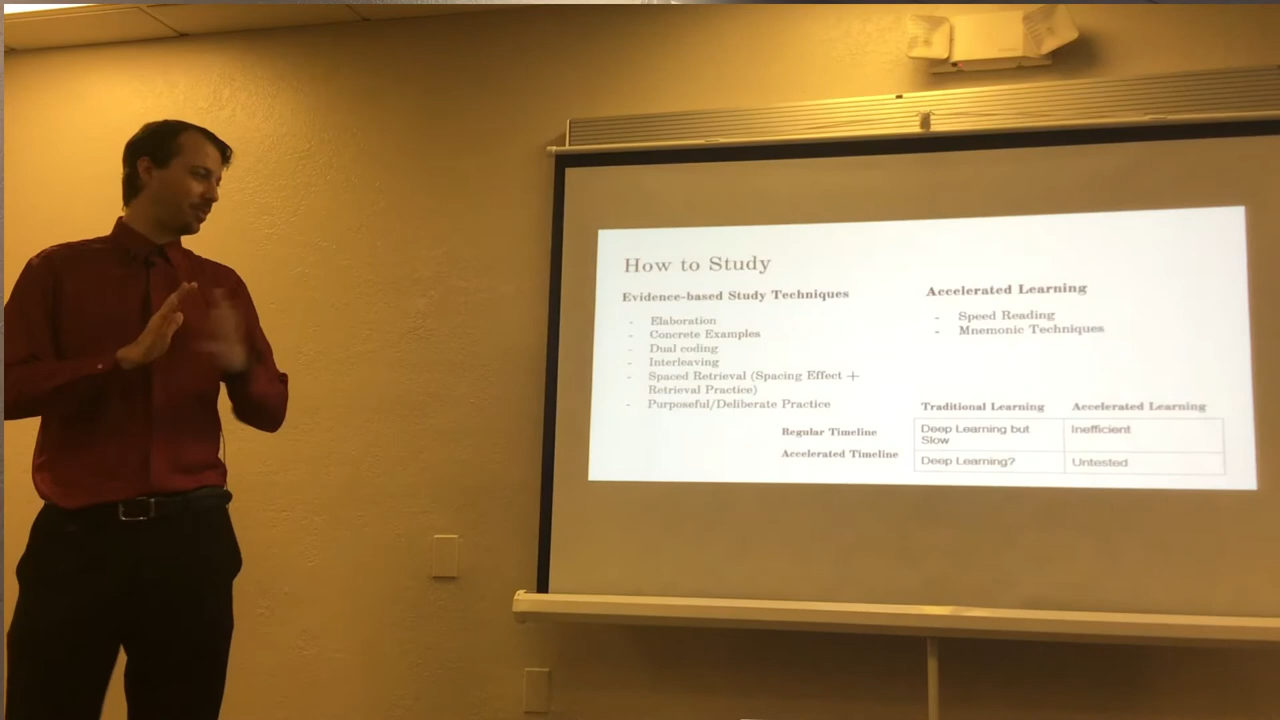 How to Study
Evidence-based Study Techniques
- Elaboration
- Concrete Examples
- Dual coding
- Interleaving
- Spaced Retrieval (Spacing Effect +
Retrieval Practice)
- Purposeful/Deliberate Practice
Accelerated Learning
- Speed Reading
- Mnemonic Techniques
Traditional Learning Accelerated Learning
Regular Timeline Deep Learning but
Slow Inefficient
Accelerated Timeline Deep Learning? Untested